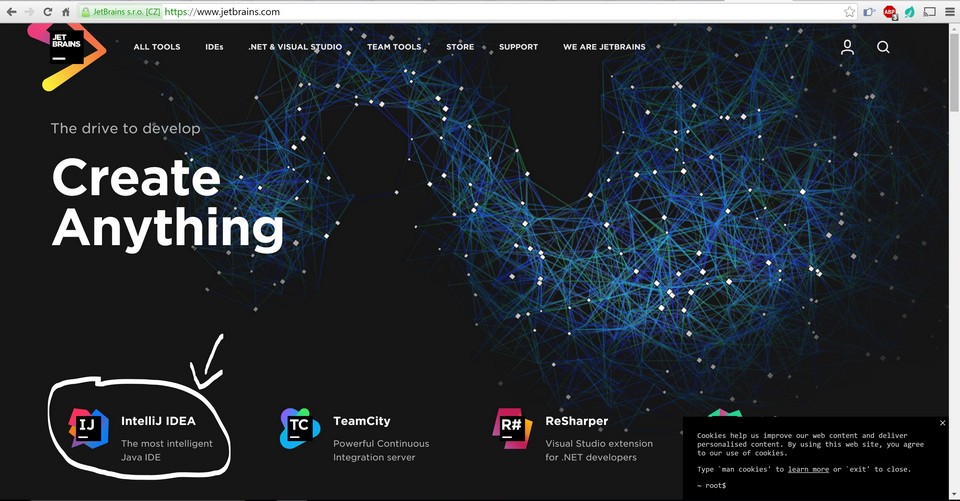 JetBrains s.r.o. [CZ] https://www.jetbrains.com
ABP
3
JET
BRAINS
ALL TOOLS IDEs .NET & VISUAL STUDIO TEAM TOOLS STORE SUPPORT WE ARE JETBRAINS
The drive to develop
Create
Anything
IJ
IntelliJ IDEA
The most intelligent
Java IDE
TC
TeamCity
Powerful Continuous
Integration server
R#
ReSharper
Visual Studio extension
for .NET developers
Cookies help us improve our web content and deliver
personalised content. By using this web site, you agree
to our use of cookies.
Type `man cookies' to learn more or `exit' to close.
~ root$